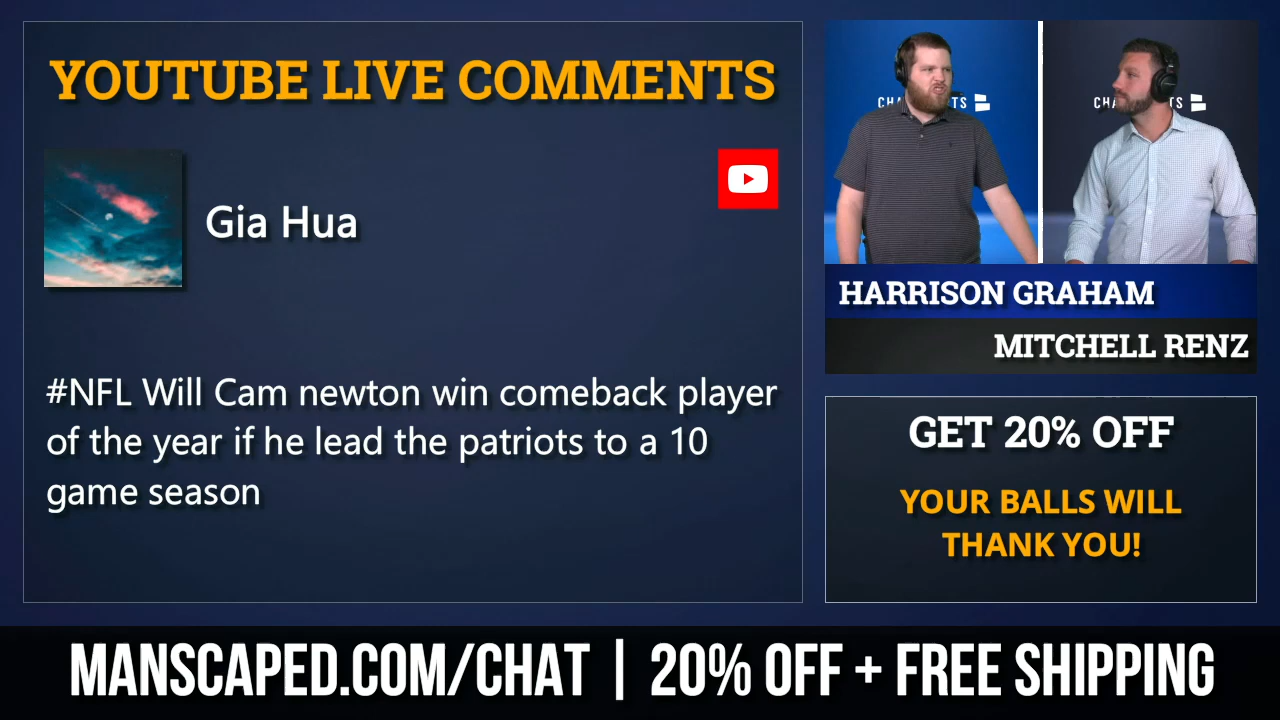 YOUTUBE LIVE COMMENTS
Gia Hua
#NFL Will Cam newton win comeback player
of the year if he lead the patriots to a 10
game season
HARRISON GRAHAM
MITCHELL RENZ
GET 20% OFF
YOUR BALLS WILL
THANK YOU!
MANSCAPED.COM/CHAT | 20% OFF + FREE SHIPPING